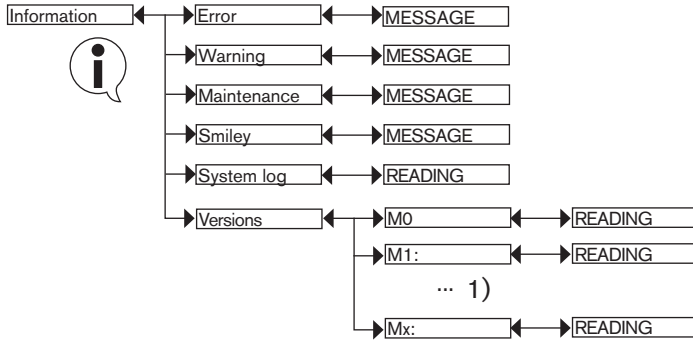 Information Error MESSAGE
Warning MESSAGE
Maintenance MESSAGE
Smiley MESSAGE
System log READING
Versions M0 READING
M1: READING
... 1)
Mx: READING